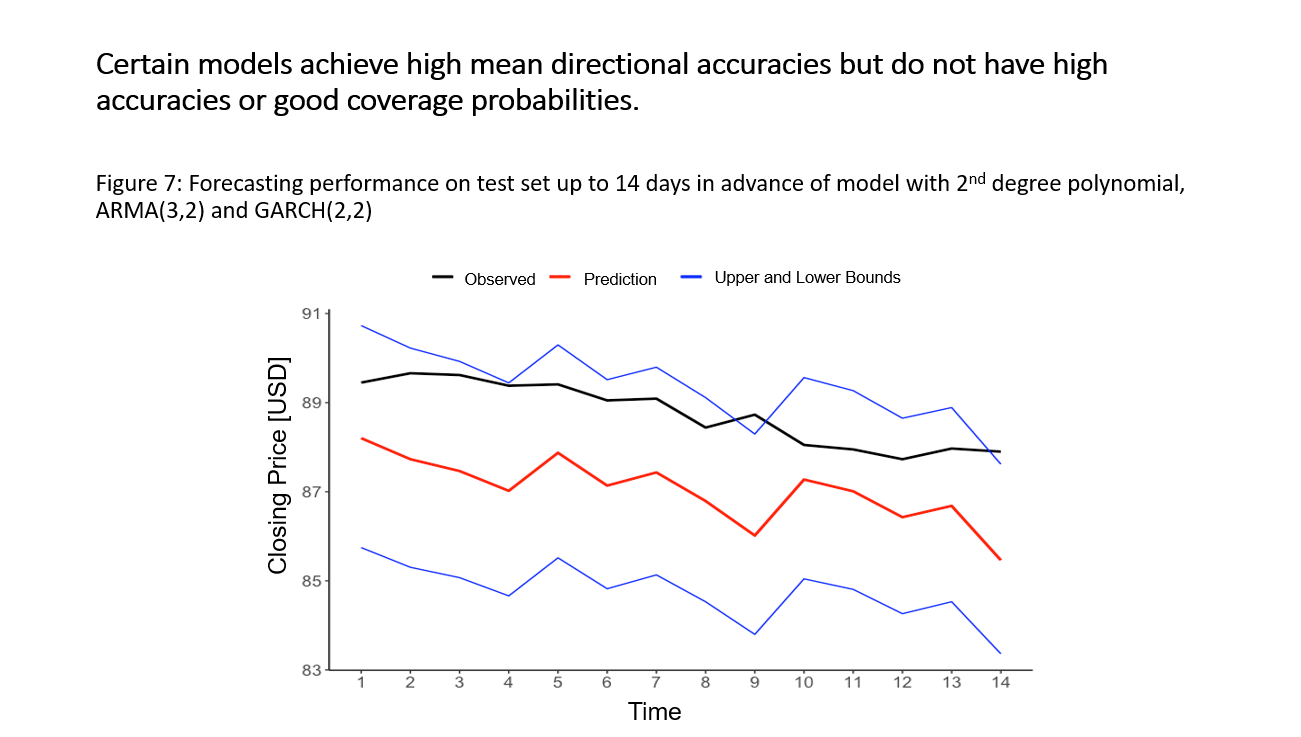 Certain models achieve high mean directional accuracies but do not have high
accuracies or good coverage probabilities.
Figure 7: Forecasting performance on test set up to 14 days in advance of model with 2nd degree polynomial,
ARMA(3,2) and GARCH(2,2)
Observed Prediction Upper and Lower Bounds
Closing Price [USD]
91
89
87
85
83
1 2 3 4 5 6 7 8 9 10 11 12 13 14
Time